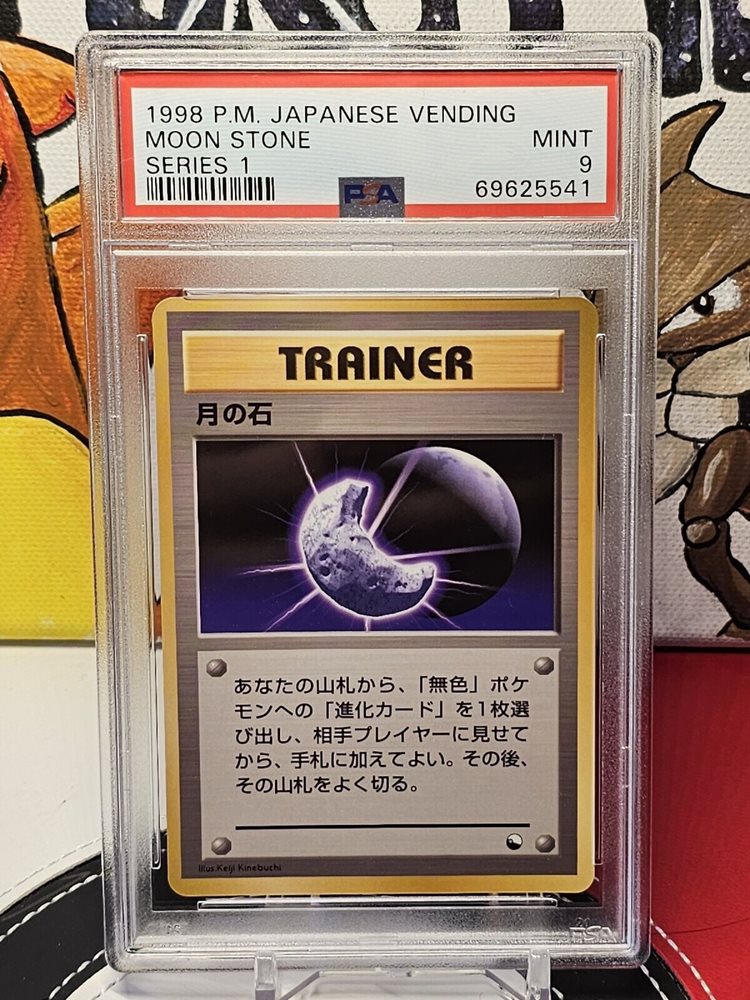 1998 P.M. JAPANESE VENDING
MOON STONE MINT
SERIES 1 9
PSA 69625541
TRAINER
月の石
あなたの山札から、「無色」ポケ
モンへの「進化カード」を1枚選
び出し、相手プレイヤーに見せて
から、手札に加えてよい。その後、
その山札をよく切る。
Illus.Keiji Kinebuchi
PSA